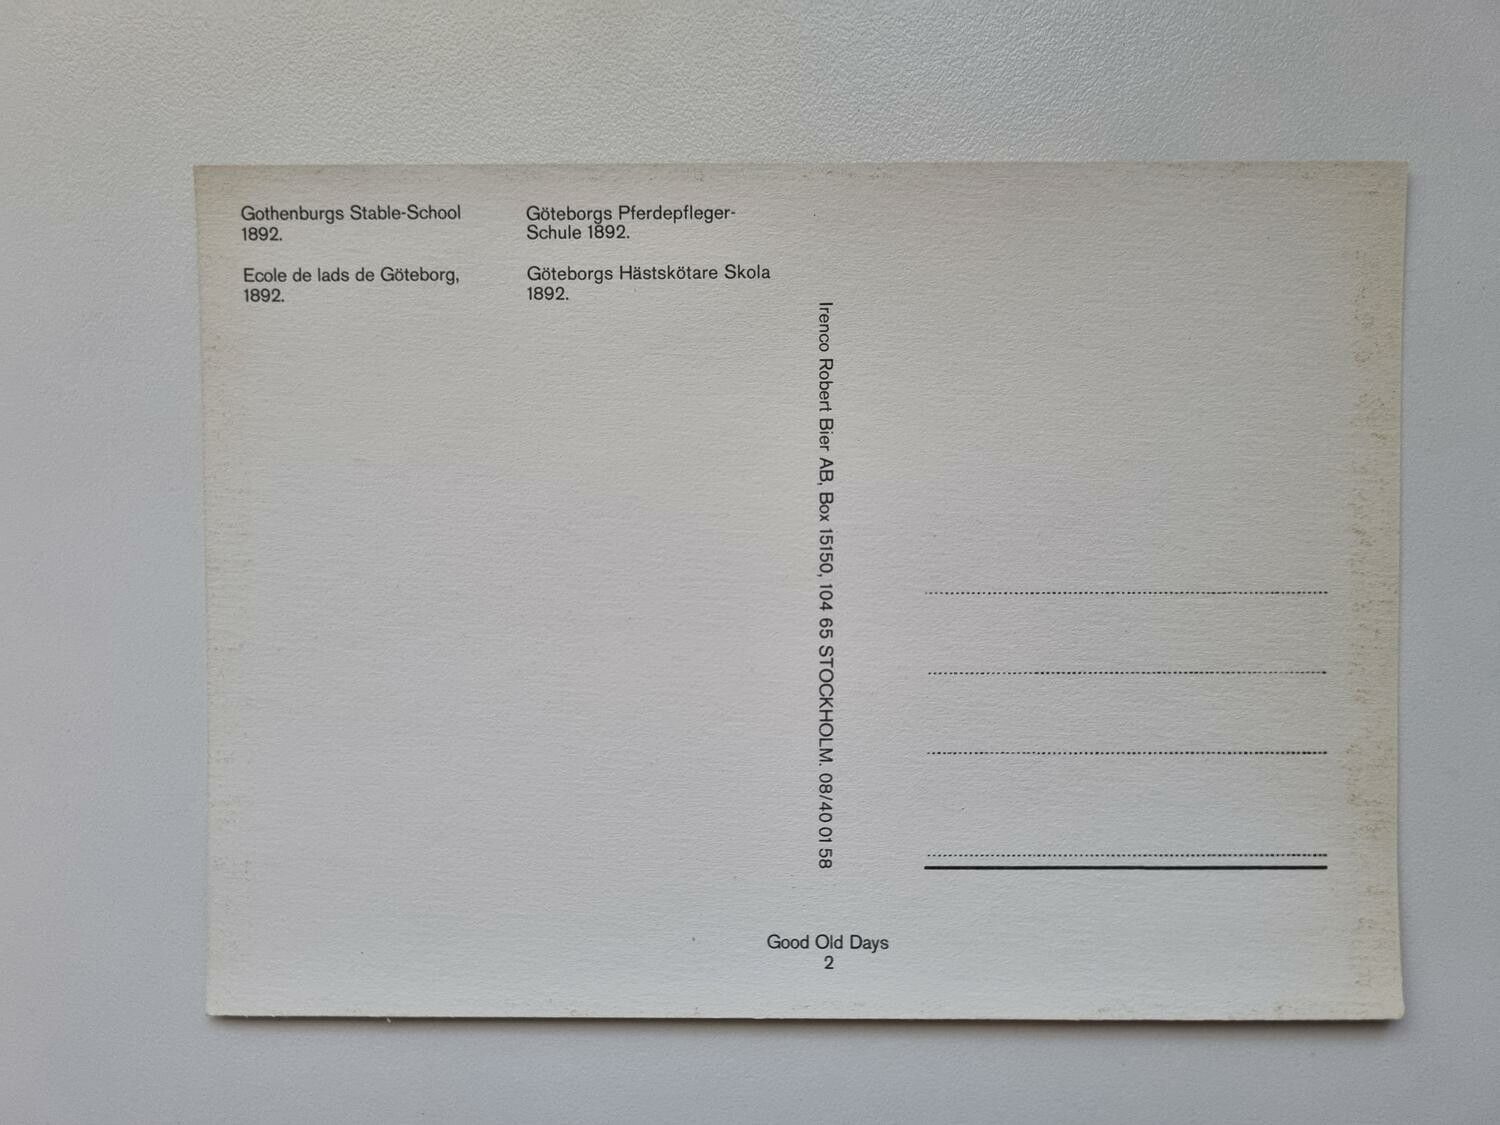 Gothenburgs Stable-School
1892.
Ecole de lads de Göteborg,
1892.
Göteborgs Pferdepfleger-
Schule 1892.
Göteborgs Hästskötare Skola
1892.
Irenco Robert Bier AB, Box 15150, 104 65 STOCKHOLM. 08/40 01 58
Good Old Days
2